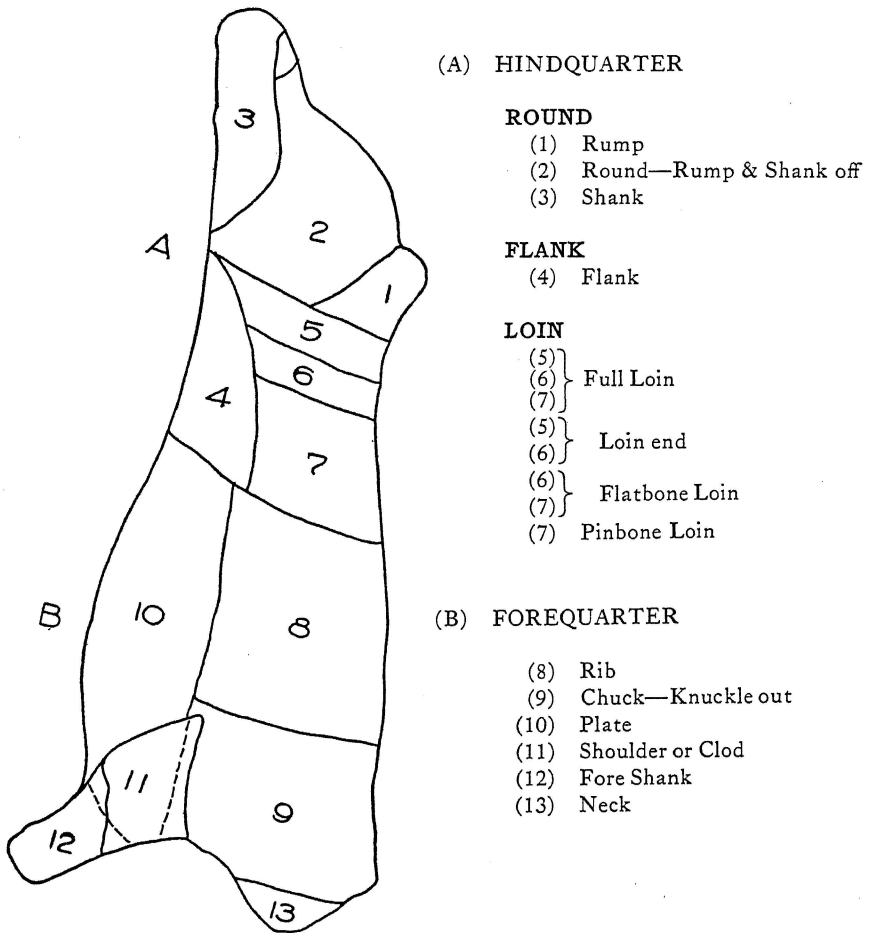 (A) HINDQUARTER
ROUND
(1) Rump
(2) Round—Rump & Shank off
(3) Shank
FLANK
(4) Flank
LOIN
(5)
(6) } Full Loin
(7)
(5)
(6) } Loin end
(6)
(7) } Flatbone Loin
(7) Pinbone Loin
(B) FOREQUARTER
(8) Rib
(9) Chuck—Knuckle out
(10) Plate
(11) Shoulder or Clod
(12) Fore Shank
(13) Neck
3
2
A
1
5
6
4
7
B
10
8
11
9
12
13